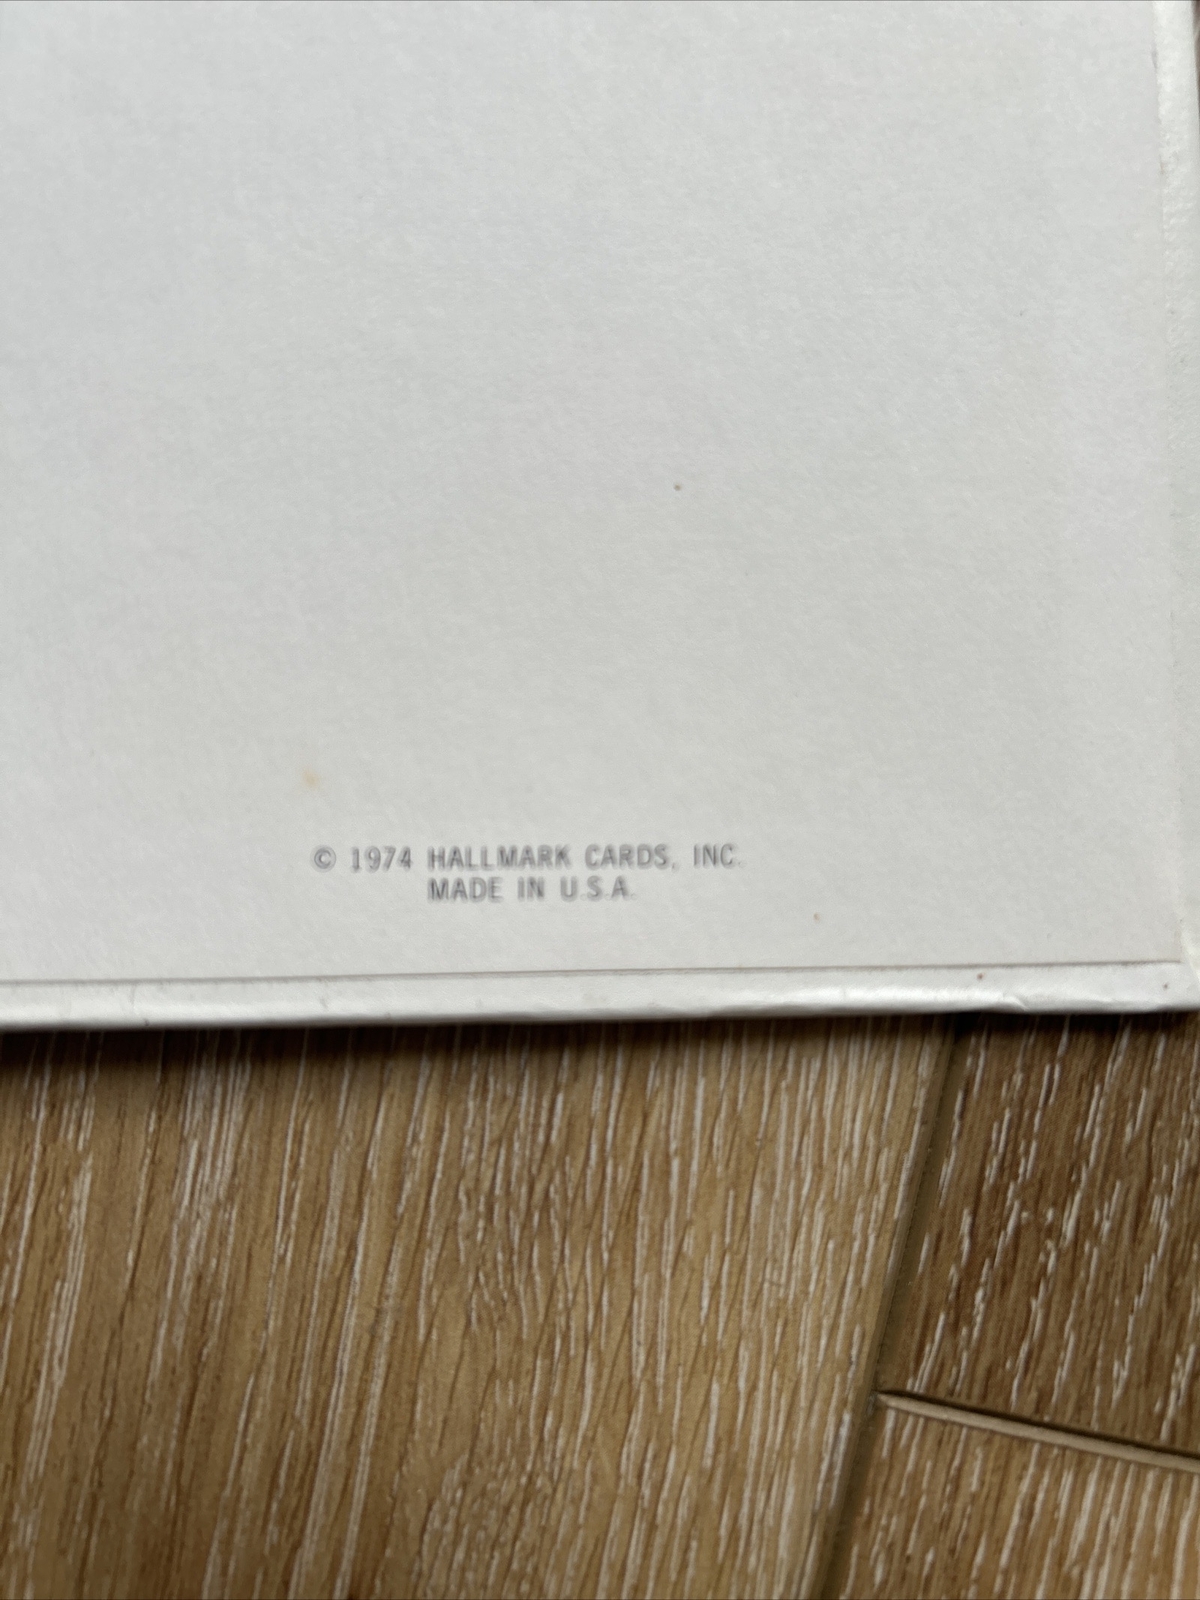 © 1974 HALLMARK CARDS, INC.
MADE IN U.S.A.